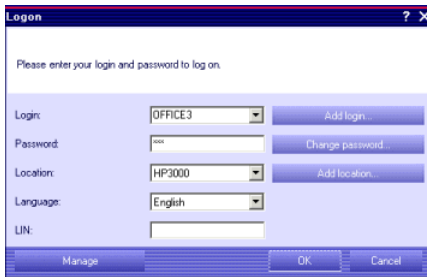 Logon ? X
Please enter your login and password to log on.
Login: OFFICE3 Add login...
Password: *** Change password...
Location: HP3000 Add location...
Language: English
LIN:
Manage OK Cancel